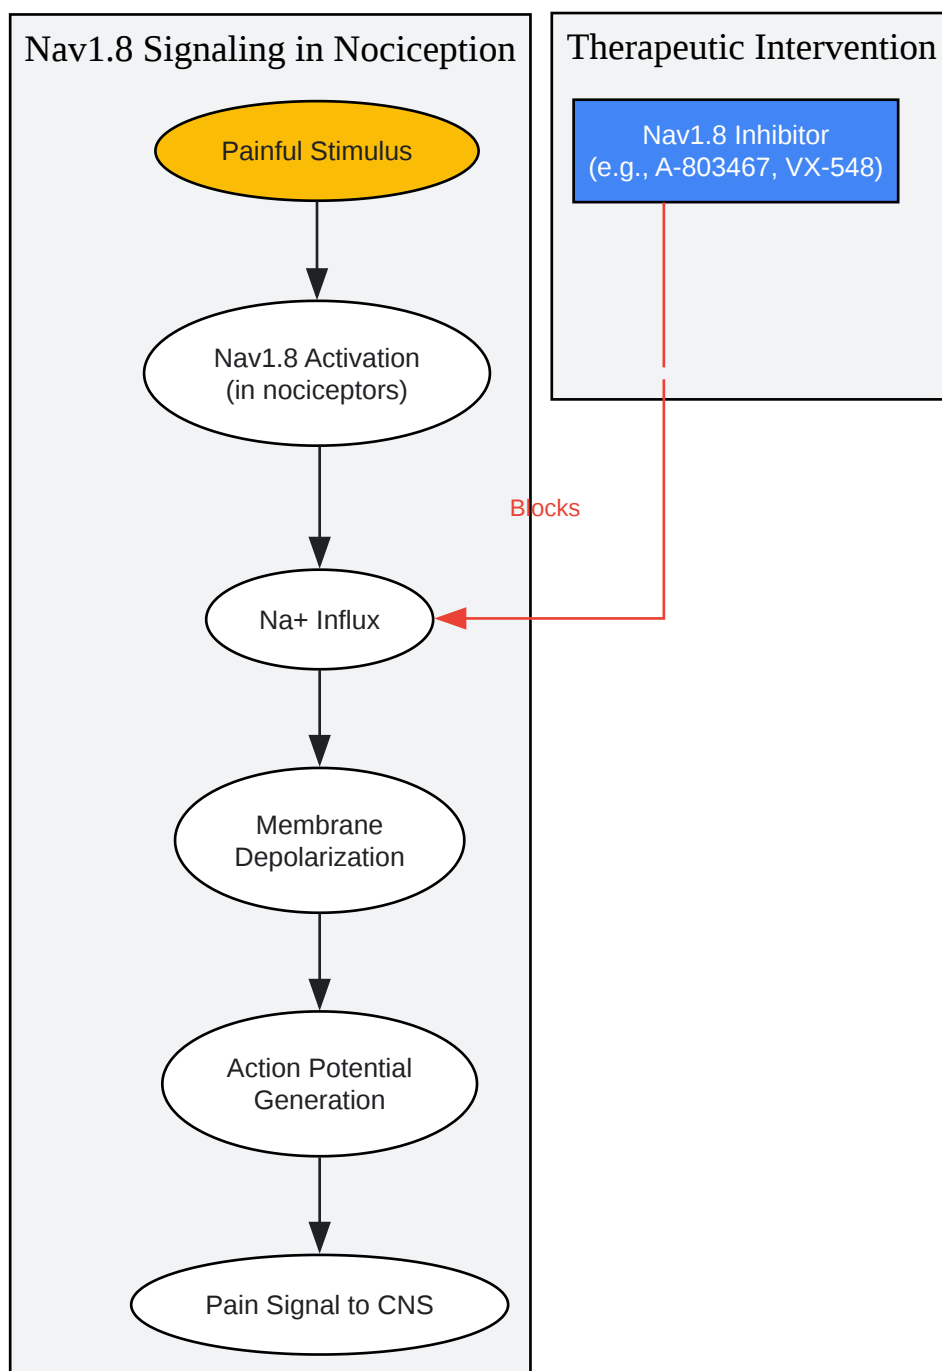 Nav1.8 Signaling in Nociception
Painful Stimulus
Nav1.8 Activation
(in nociceptors)
Na+ Influx
Membrane
Depolarization
Action Potential
Generation
Pain Signal to CNS
Therapeutic Intervention
Nav1.8 Inhibitor
(e.g., A-803467, VX-548)
Blocks